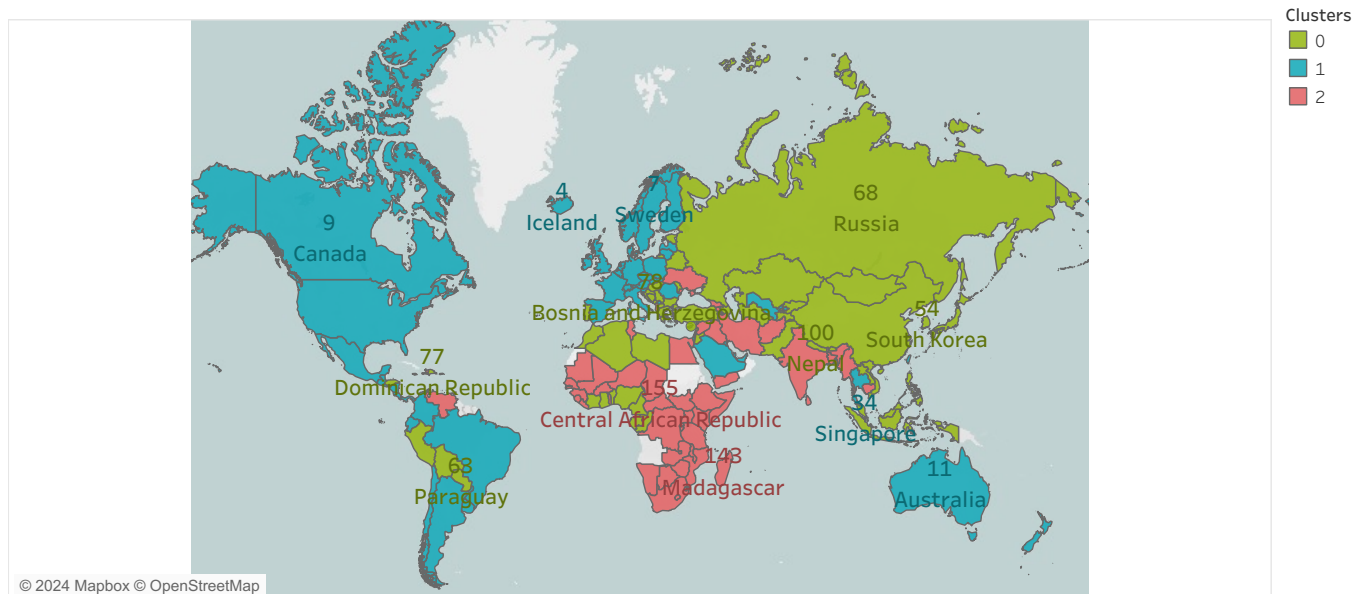 Clusters
0
1
2
4
Iceland
7
Sweden
9
Canada
68
Russia
78
Bosnia and Herzegovina
54
South Korea
100
Nepal
77
Dominican Republic
155
Central African Republic
34
Singapore
143
Madagascar
63
Paraguay
11
Australia
© 2024 Mapbox © OpenStreetMap